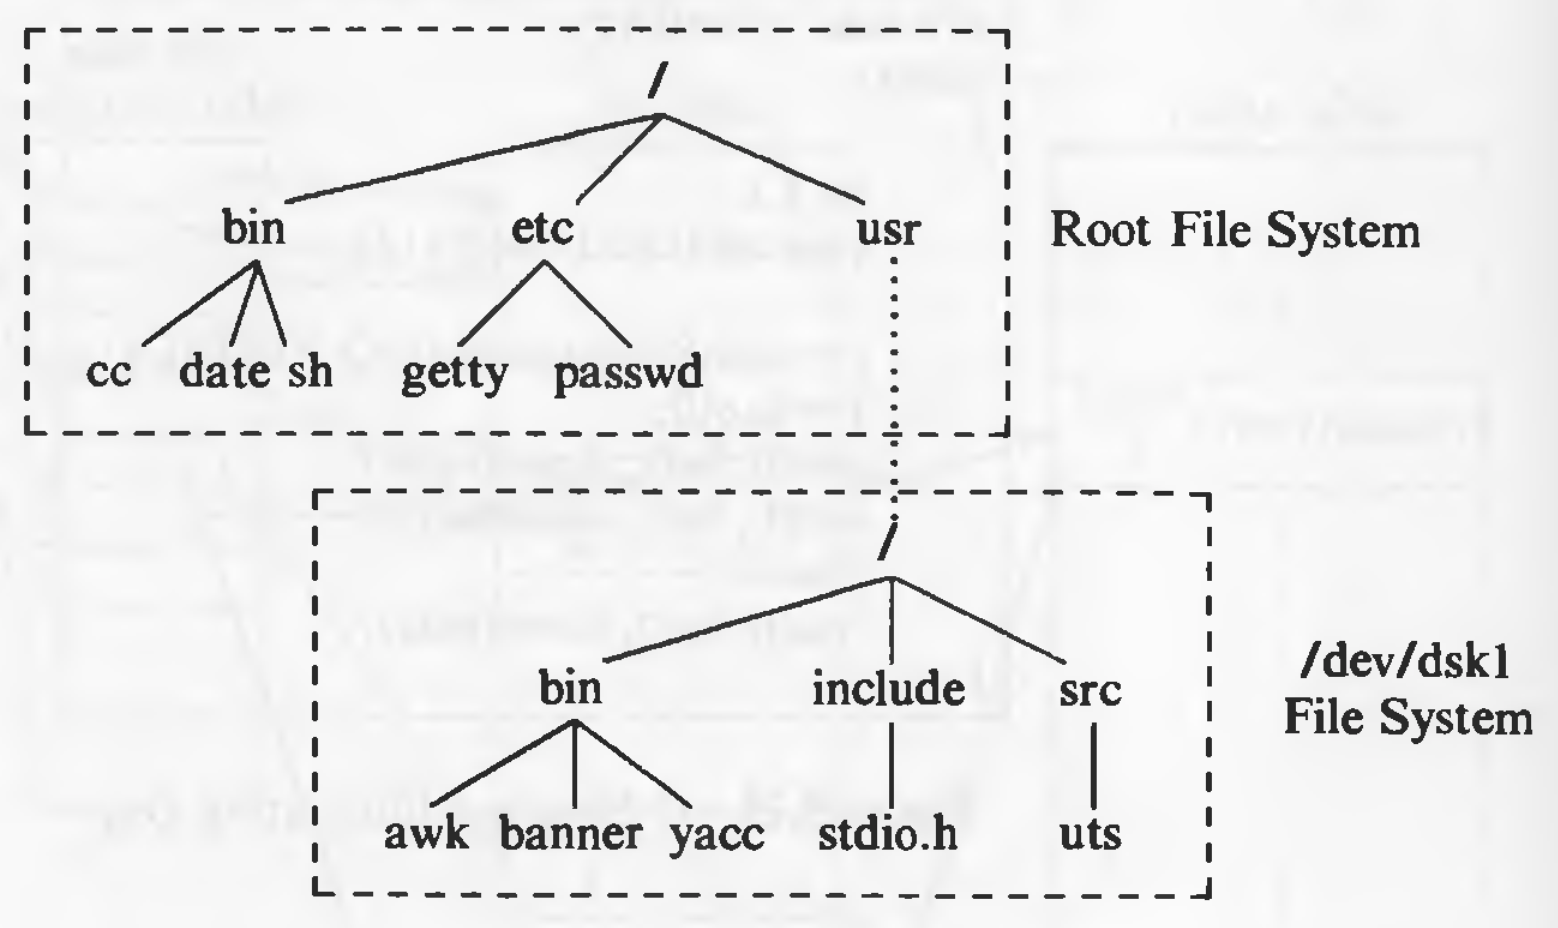 /
bin etc usr Root File System
cc date sh getty passwd
/
bin include src /dev/dsk1
File System
awk banner yacc stdio.h uts